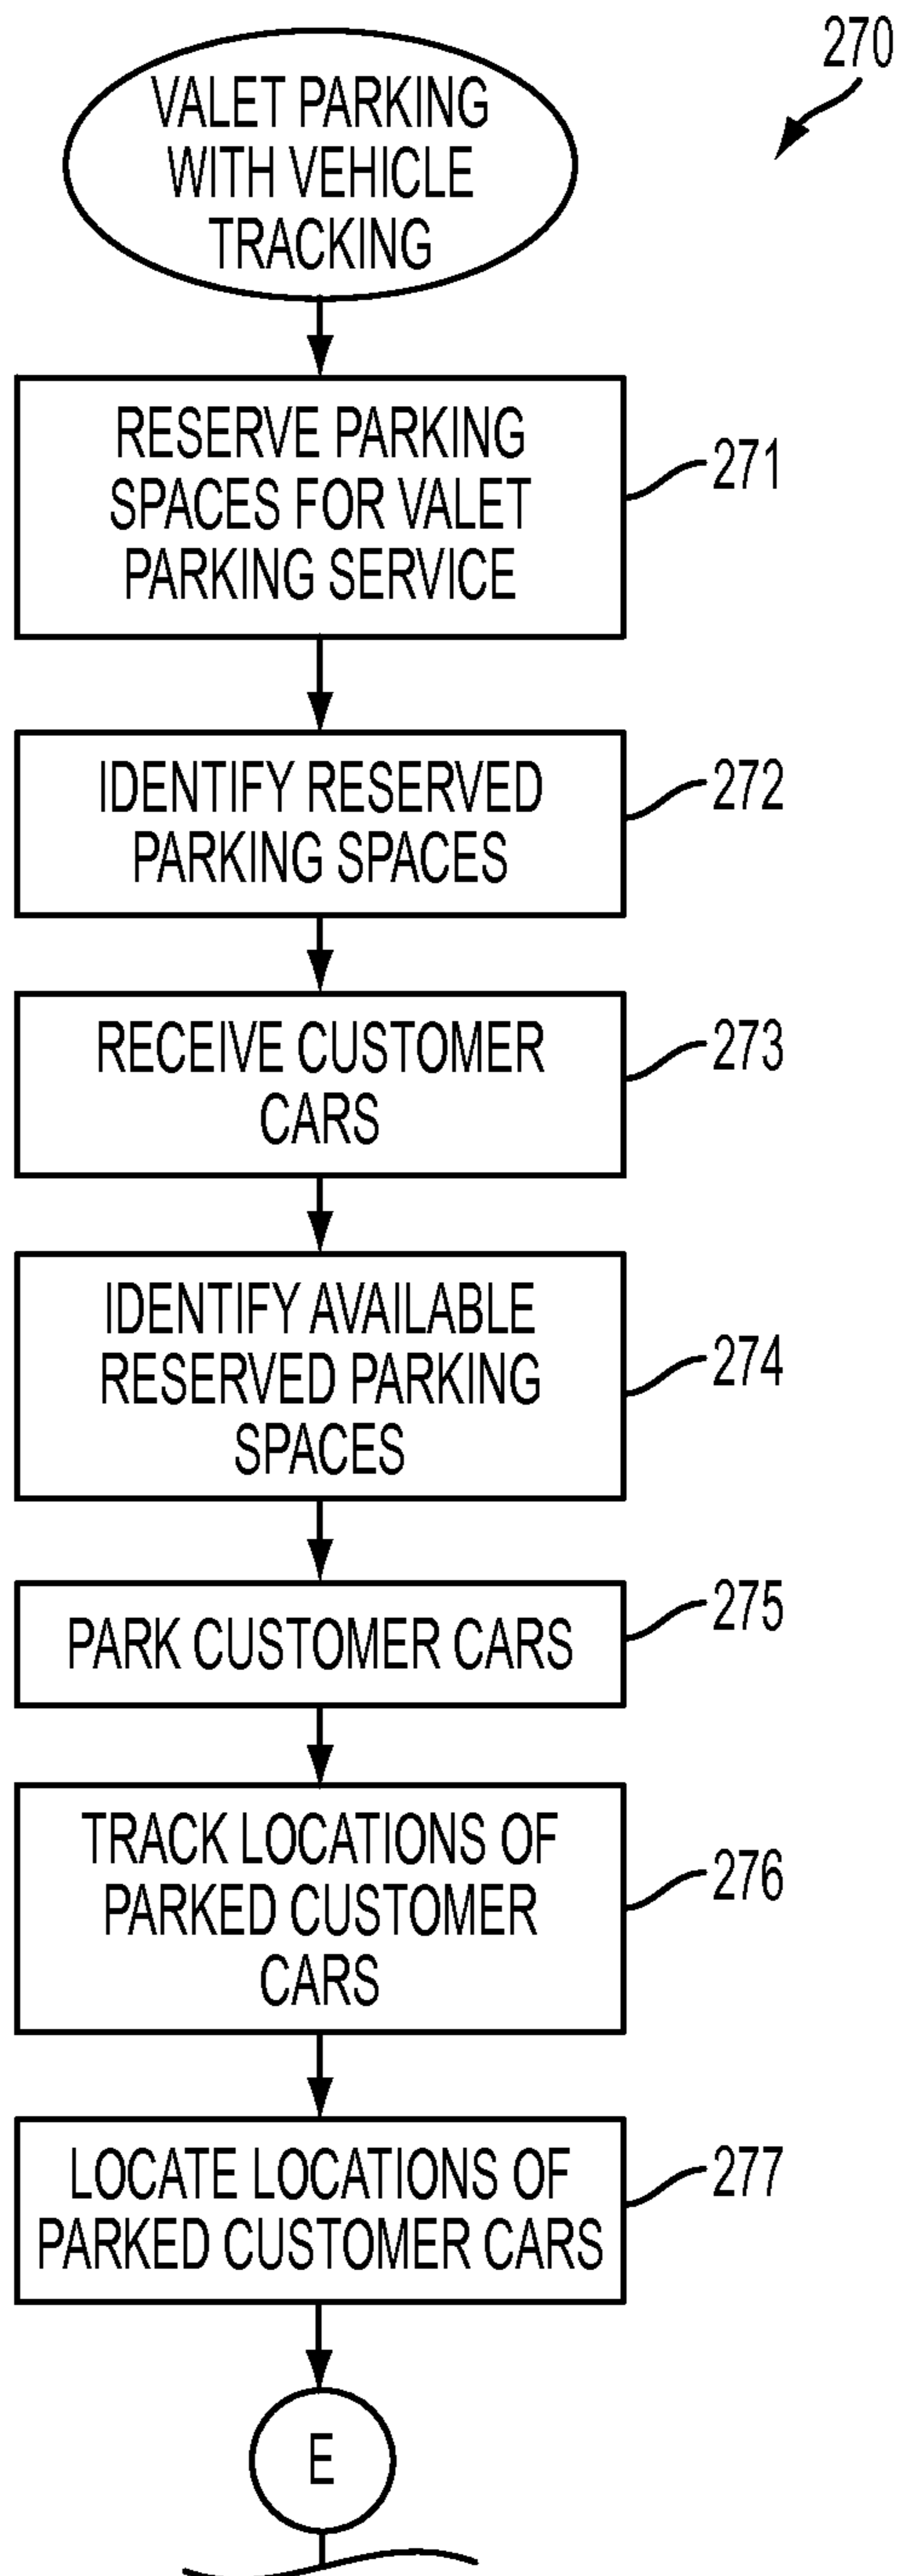 270
VALET PARKING
WITH VEHICLE
TRACKING
RESERVE PARKING
SPACES FOR VALET
PARKING SERVICE
271
IDENTIFY RESERVED
PARKING SPACES
272
RECEIVE CUSTOMER
CARS
273
IDENTIFY AVAILABLE
RESERVED PARKING
SPACES
274
PARK CUSTOMER CARS
275
TRACK LOCATIONS OF
PARKED CUSTOMER
CARS
276
LOCATE LOCATIONS OF
PARKED CUSTOMER CARS
277
E